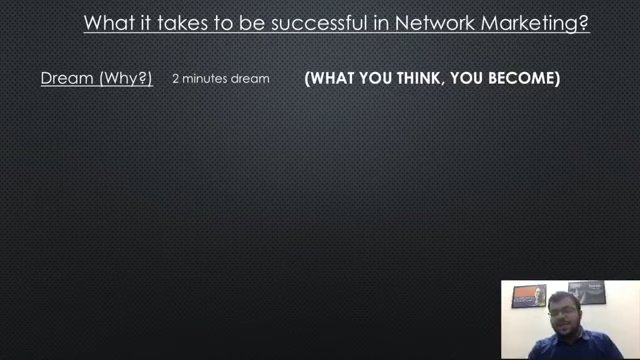 What it takes to be successful in Network Marketing?
Dream (Why?) 2 minutes dream (WHAT YOU THINK, YOU BECOME)